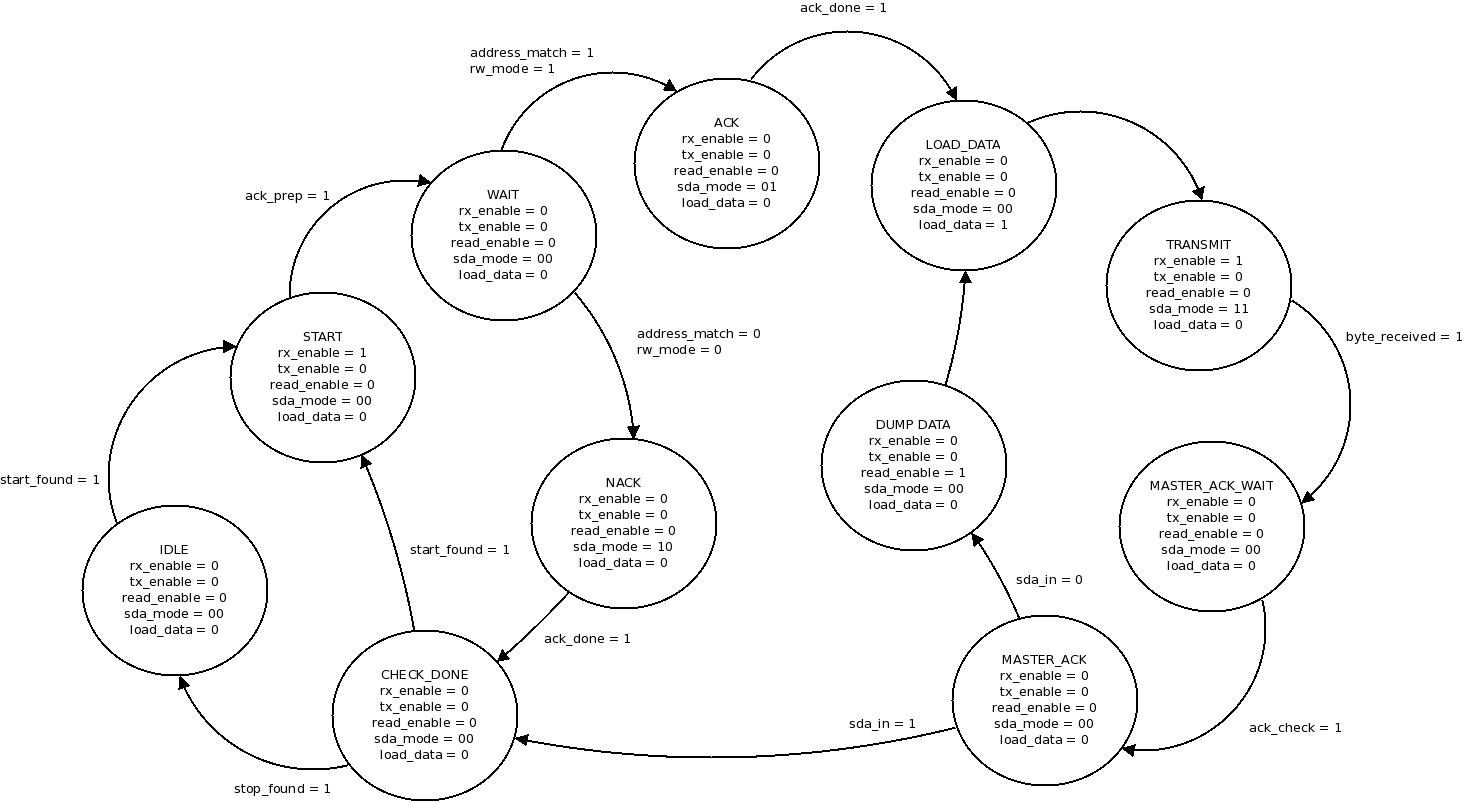 ack_done = 1
address_match = 1
rw_mode = 1
ACK
rx_enable = 0
tx_enable = 0
read_enable = 0
sda_mode = 01
load_data = 0
LOAD_DATA
rx_enable = 0
tx_enable = 0
read_enable = 0
sda_mode = 00
load_data = 1
ack_prep = 1
WAIT
rx_enable = 0
tx_enable = 0
read_enable = 0
sda_mode = 00
load_data = 0
TRANSMIT
rx_enable = 1
tx_enable = 0
read_enable = 0
sda_mode = 11
load_data = 0
START
rx_enable = 1
tx_enable = 0
read_enable = 0
sda_mode = 00
load_data = 0
address_match = 0
rw_mode = 0
byte_received = 1
DUMP DATA
rx_enable = 0
tx_enable = 0
read_enable = 1
sda_mode = 00
load_data = 0
start_found = 1
NACK
rx_enable = 0
tx_enable = 0
read_enable = 0
sda_mode = 10
load_data = 0
MASTER_ACK_WAIT
rx_enable = 0
tx_enable = 0
read_enable = 0
sda_mode = 00
load_data = 0
IDLE
rx_enable = 0
tx_enable = 0
read_enable = 0
sda_mode = 00
load_data = 0
start_found = 1
sda_in = 0
ack_done = 1
CHECK_DONE
rx_enable = 0
tx_enable = 0
read_enable = 0
sda_mode = 00
load_data = 0
MASTER_ACK
rx_enable = 0
tx_enable = 0
read_enable = 0
sda_mode = 00
load_data = 0
sda_in = 1
ack_check = 1
stop_found = 1